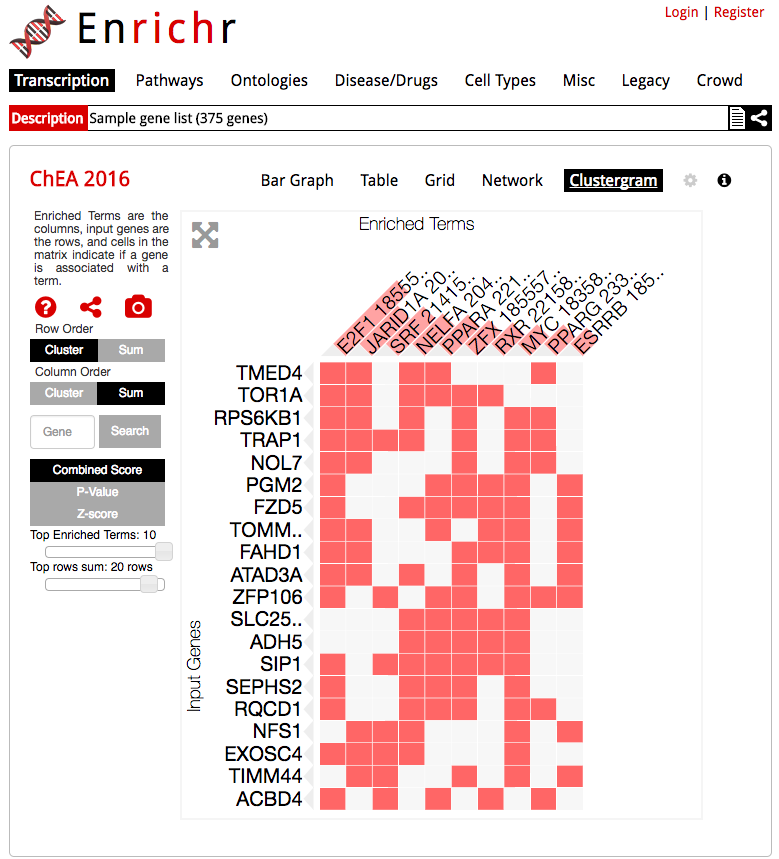 Login | Register
Enrichr
Transcription Pathways Ontologies Disease/Drugs Cell Types Misc Legacy Crowd
Description Sample gene list (375 genes)
ChEA 2016
Bar Graph Table Grid Network Clustergram
Enriched Terms are the
columns, input genes are
the rows, and cells in the
matrix indicate if a gene
is associated with a
term.
Row Order
Cluster Sum
Column Order
Cluster Sum
Gene Search
Combined Score
P-Value
Z-score
Top Enriched Terms: 10
Top rows sum: 20 rows
Enriched Terms
E2F1 18555..
JARID1A 20..
SRF 21415..
NELFA 204..
PPARA 221..
ZFX 185557..
RXR 22158..
MYC 18358..
PPARG 233..
ESRRB 185..
Input Genes
TMED4
TOR1A
RPS6KB1
TRAP1
NOL7
PGM2
FZD5
TOMM..
FAHD1
ATAD3A
ZFP106
SLC25..
ADH5
SIP1
SEPHS2
RQCD1
NFS1
EXOSC4
TIMM44
ACBD4